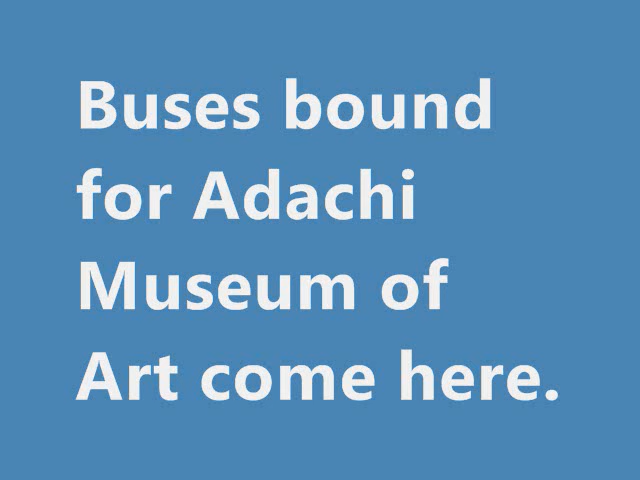 Buses bound
for Adachi
Museum of
Art come here.